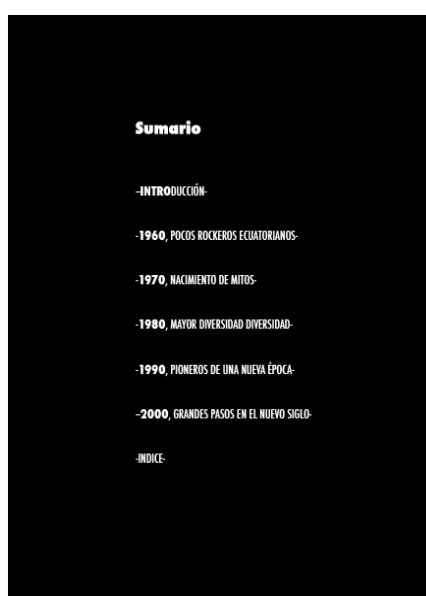 Sumario
–INTRODUCCIÓN-
-1960, POCOS ROCKEROS ECUATORIANOS-
-1970, NACIMIENTO DE MITOS-
-1980, MAYOR DIVERSIDAD DIVERSIDAD-
-1990, PIONEROS DE UNA NUEVA ÉPOCA-
–2000, GRANDES PASOS EN EL NUEVO SIGLO-
-INDICE-